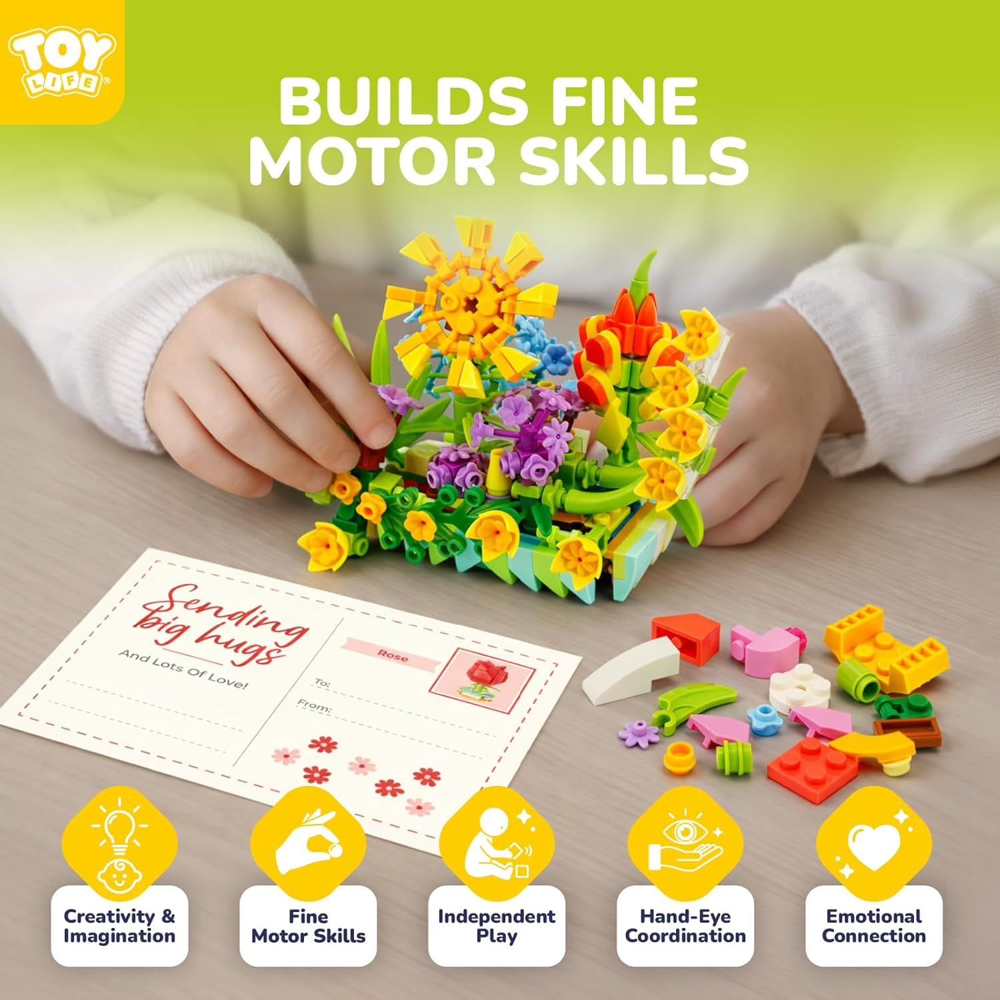 TOY
LIFE®
BUILDS FINE
MOTOR SKILLS
Sending
big hugs
And Lots Of Love!
Rose
To:
From:
Creativity &
Imagination
Fine
Motor Skills
Independent
Play
Hand-Eye
Coordination
Emotional
Connection